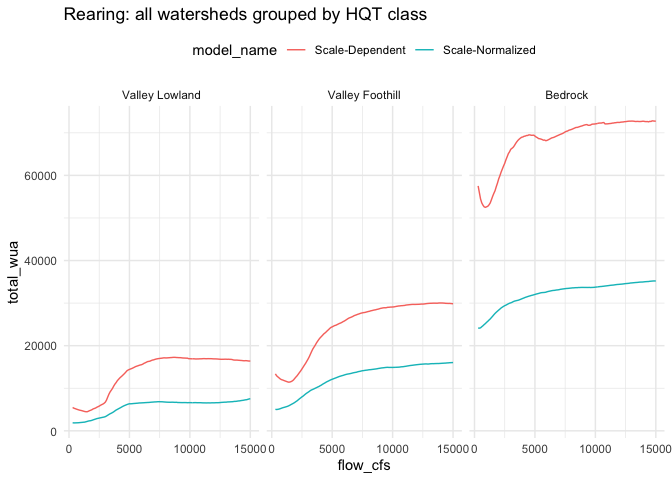 Rearing: all watersheds grouped by HQT class
model_name Scale-Dependent Scale-Normalized
Valley Lowland Valley Foothill Bedrock
total_wua
60000
40000
20000
0
0 5000 10000 15000 0 5000 10000 15000 0 5000 10000 15000
flow_cfs